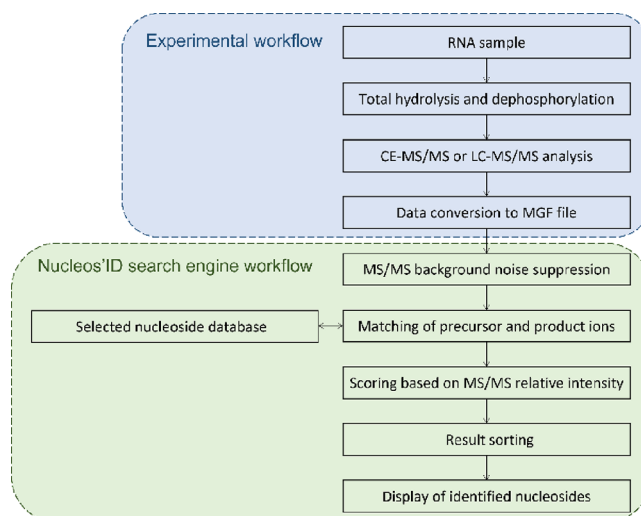 Experimental workflow
RNA sample
Total hydrolysis and dephosphorylation
CE-MS/MS or LC-MS/MS analysis
Data conversion to MGF file
Nucleos'ID search engine workflow
MS/MS background noise suppression
Selected nucleoside database
Matching of precursor and product ions
Scoring based on MS/MS relative intensity
Result sorting
Display of identified nucleosides